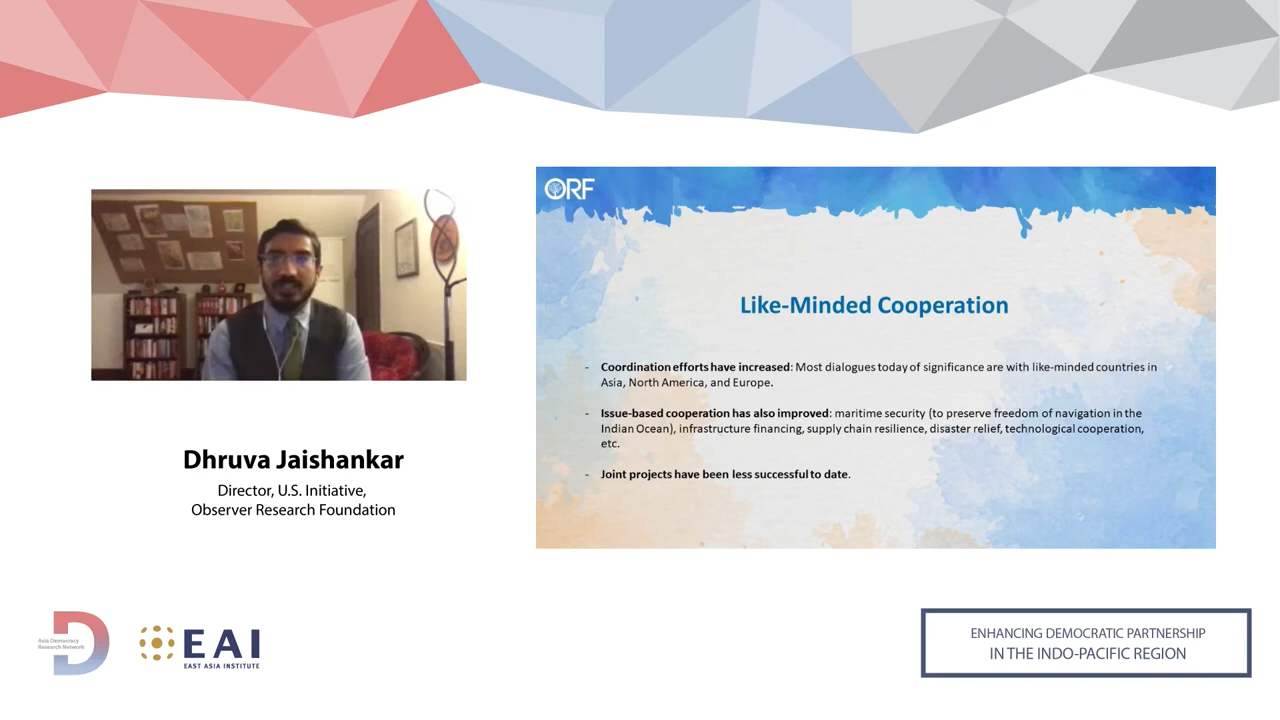 ORF
Like-Minded Cooperation
- Coordination efforts have increased: Most dialogues today of significance are with like-minded countries in
Asia, North America, and Europe.
- Issue-based cooperation has also improved: maritime security (to preserve freedom of navigation in the
Indian Ocean), infrastructure financing, supply chain resilience, disaster relief, technological cooperation,
etc.
- Joint projects have been less successful to date.
Dhruva Jaishankar
Director, U.S. Initiative,
Observer Research Foundation
Asia Democracy
Research Network
D
EAI
EAST ASIA INSTITUTE
ENHANCING DEMOCRATIC PARTNERSHIP
IN THE INDO-PACIFIC REGION